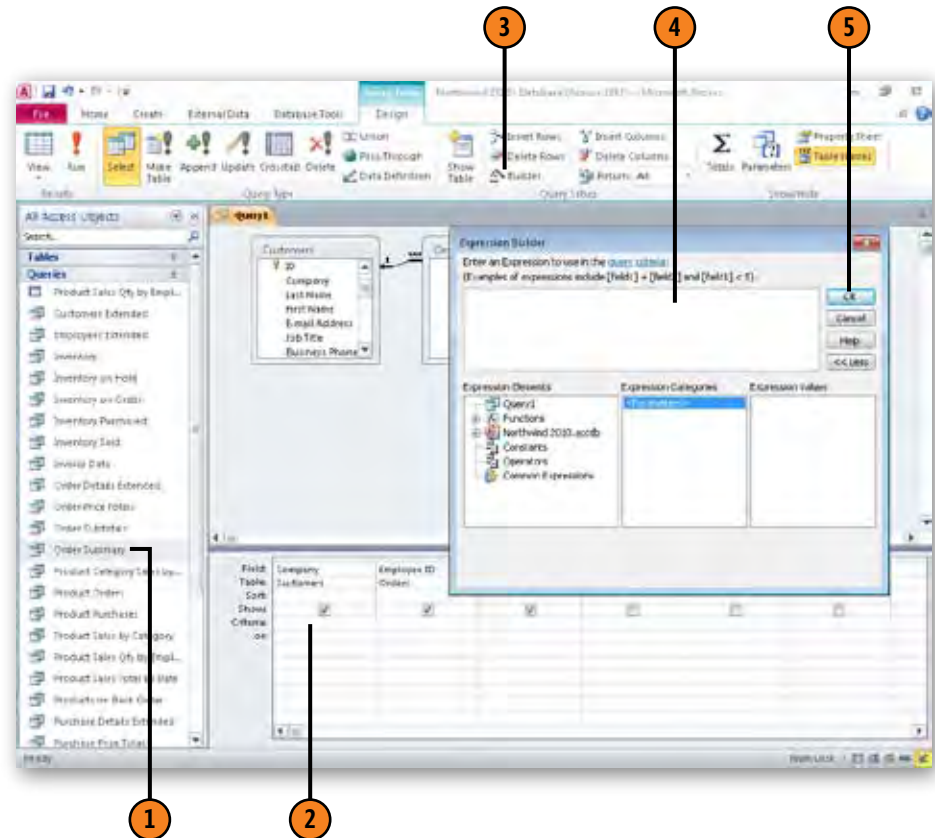 3 4 5
File Home Create External Data Database Tools Design
View Run Select Make Table Append Update Crosstab Delete
Union
Pass-Through
Data Definition
Show Table
Insert Rows
Delete Rows
Builder
Insert Columns
Delete Columns
Return: All
Totals Parameters
Property Sheet
Table Names
Results Query Type Query Setup Show/Hide
All Access Objects
Search...
Tables
Queries
Product Sales Qty by Empl...
Customers Extended
Employees Extended
Inventory
Inventory on Hold
Inventory on Order
Inventory Purchased
Inventory Sold
Invoice Data
Order Details Extended
Order Price Totals
Order Subtotals
Order Summary
Product Category Sales by...
Product Orders
Product Purchases
Product Sales by Category
Product Sales Qty by Empl...
Product Sales Total by Date
Products on Back Order
Purchase Details Extended
Purchase Price Totals
Query1
Customers
ID
Company
Last Name
First Name
E-mail Address
Job Title
Business Phone
Expression Builder
Enter an Expression to use in the query criteria:
(Examples of expressions include [field1] + [field2] and [field1] < 5)
OK
Cancel
Help
<< Less
Expression Elements Expression Categories Expression Values
Query1
Functions
Northwind 2010.accdb
Constants
Operators
Common Expressions
<Parameters>
Field: Company Employee ID
Table: Customers Orders
Sort:
Show:
Criteria:
or:
Ready
Num Lock
1 2